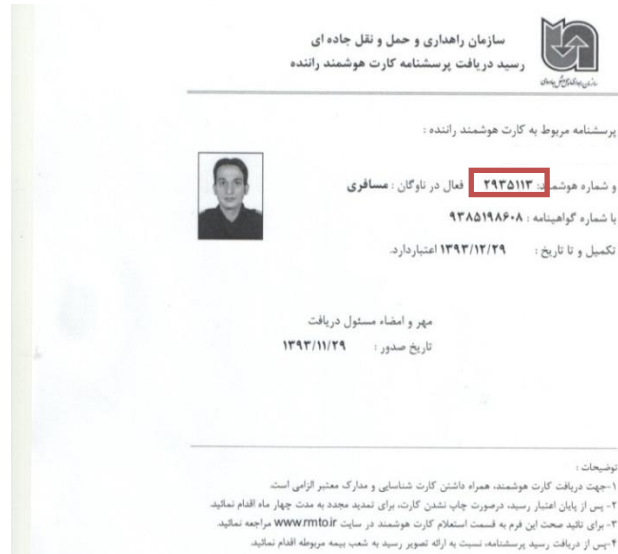 سازمان راهداری و حمل و نقل جاده ای
رسید دریافت پرسشنامه کارت هوشمند راننده
پرسشنامه مربوط به کارت هوشمند راننده :
و شماره هوشمند: ۲۹۳۵۱۱۳ فعال در ناوگان : مسافری
با شماره گواهینامه : ۹۳۸۵۱۹۸۶۰۸
تکمیل و تا تاریخ : ۱۳۹۳/۱۲/۲۹ اعتباردارد.
مهر و امضاء مسئول دریافت
تاریخ صدور : ۱۳۹۳/۱۱/۲۹
توضیحات :
۱-جهت دریافت کارت هوشمند، همراه داشتن کارت شناسایی و مدارک معتبر الزامی است.
۲- پس از پایان اعتبار رسید، درصورت چاپ نشدن کارت، برای تمدید مجدد به مدت چهار ماه اقدام نمائید.
۳- برای تائید صحت این فرم به قسمت استعلام کارت هوشمند در سایت www.rmto.ir مراجعه نمائید.
۴-پس از دریافت رسید پرسشنامه، نسبت به ارائه تصویر رسید به شعب بیمه مربوطه اقدام نمائید.